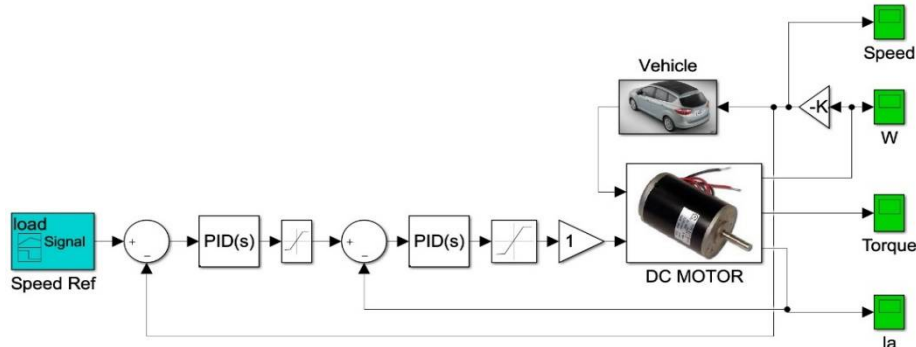 Speed
Vehicle
-K
W
load
Signal
+
−
PID(s)
+
−
PID(s)
1
Torque
Speed Ref
DC MOTOR
Ia